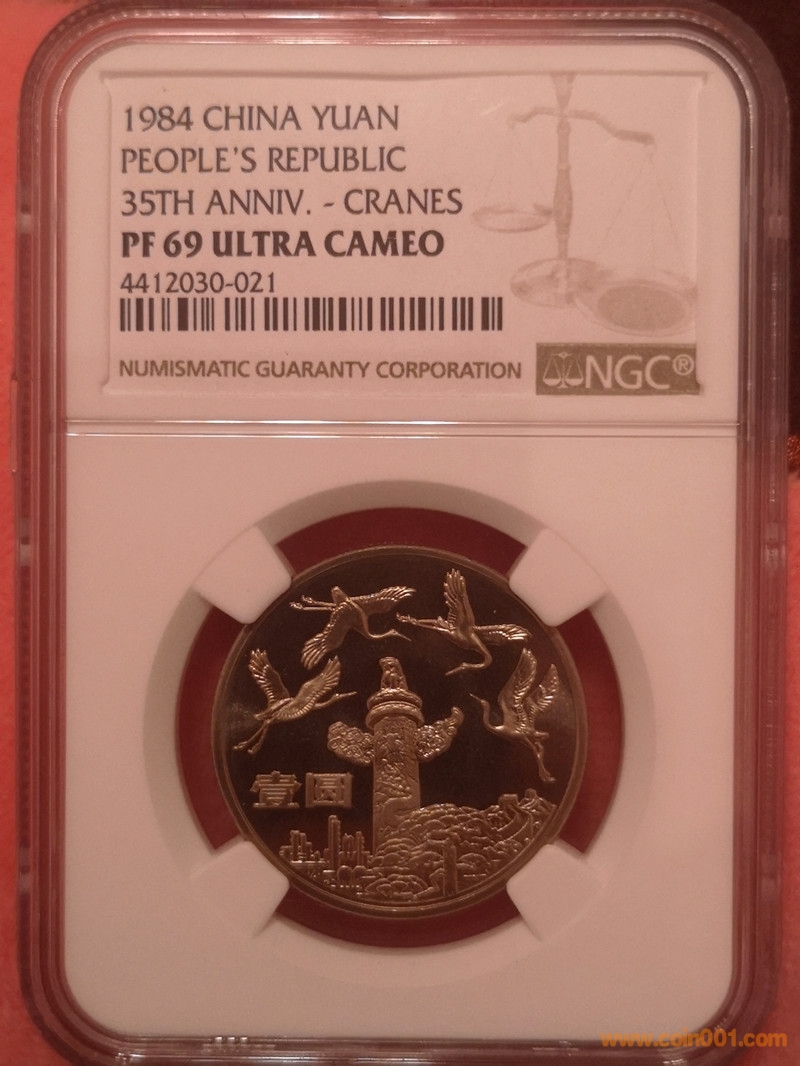 1984 CHINA YUAN
PEOPLE'S REPUBLIC
35TH ANNIV. - CRANES
PF 69 ULTRA CAMEO
4412030-021
NUMISMATIC GUARANTY CORPORATION NGC®
壹圆
www.coin001.com